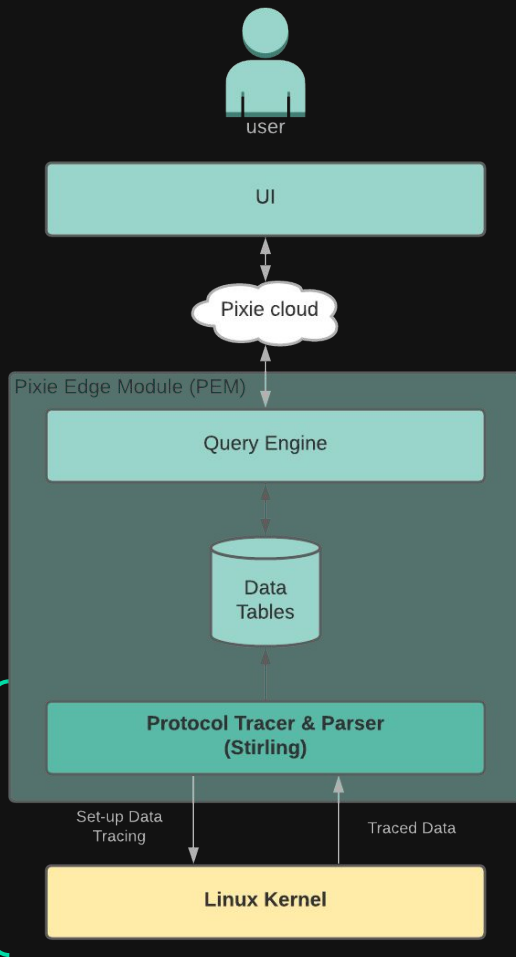 user
UI
Pixie cloud
Pixie Edge Module (PEM)
Query Engine
Data
Tables
Protocol Tracer & Parser
(Stirling)
Set-up Data
Tracing
Traced Data
Linux Kernel